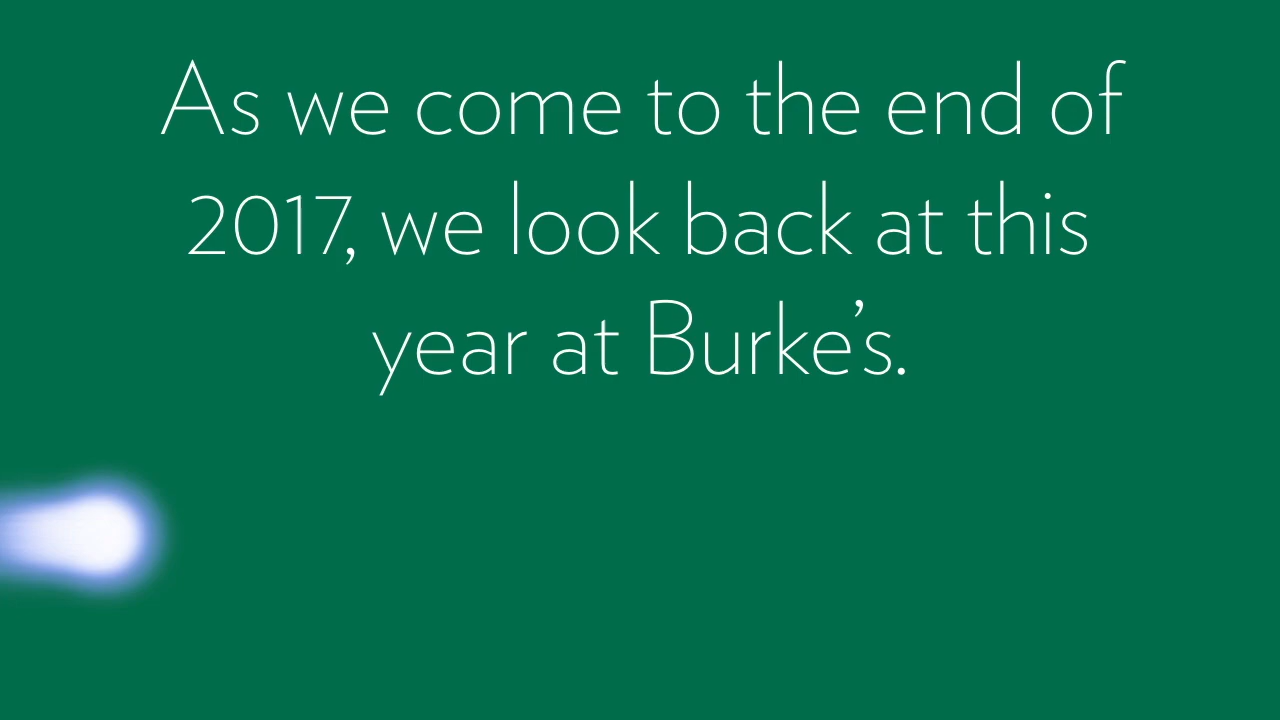 As we come to the end of
2017, we look back at this
year at Burke’s.